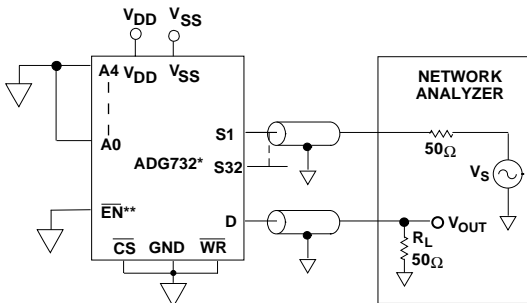 VDD VSS
A4 VDD VSS
NETWORK
ANALYZER
S1
A0
50Ω
ADG732* S32
VS
EN**
D
VOUT
RL
50Ω
CS GND WR